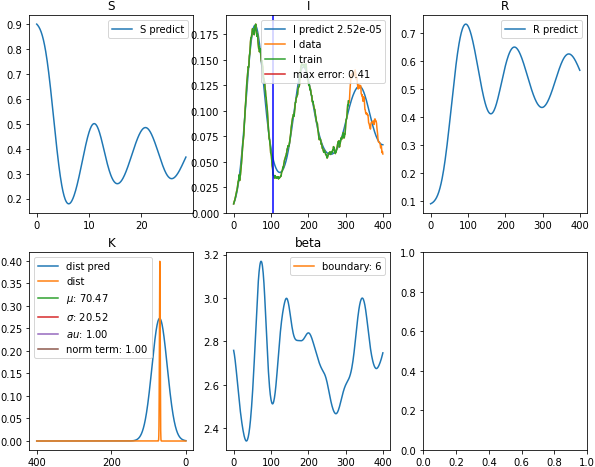 S
S predict
0.9
0.8
0.7
0.6
0.5
0.4
0.3
0.2
0 10 20
I
I predict 2.52e-05
I data
I train
max error: 0.41
0.175
0.150
0.125
0.100
0.075
0.050
0.025
0.000
0 100 200 300 400
R
R predict
0.7
0.6
0.5
0.4
0.3
0.2
0.1
0 100 200 300 400
K
dist pred
dist
μ: 70.47
σ: 20.52
au: 1.00
norm term: 1.00
0.40
0.35
0.30
0.25
0.20
0.15
0.10
0.05
0.00
400 200 0
beta
boundary: 6
3.2
3.0
2.8
2.6
2.4
0 100 200 300 400
1.0
0.8
0.6
0.4
0.2
0.0
0.0 0.2 0.4 0.6 0.8 1.0